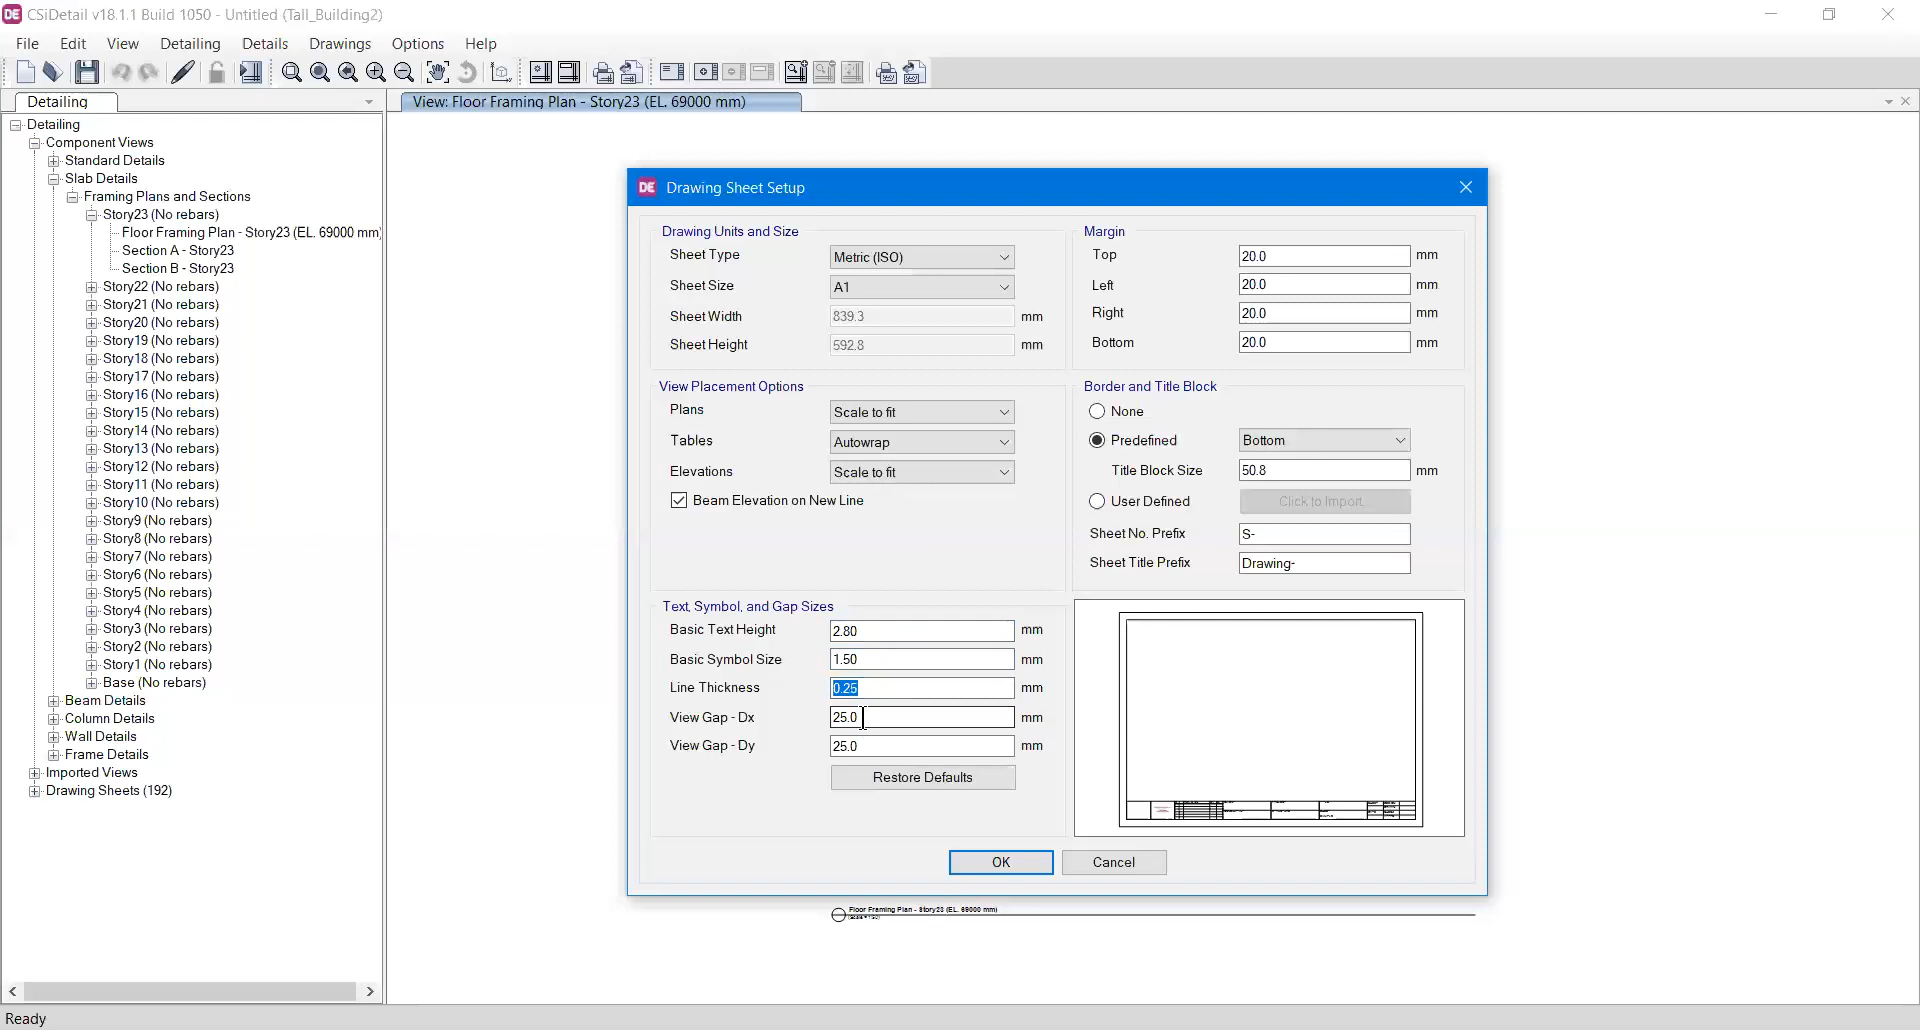 DE CSiDetail v18.1.1 Build 1050 - Untitled (Tall_Building2)
File Edit View Detailing Details Drawings Options Help
Detailing
View: Floor Framing Plan - Story23 (EL. 69000 mm)
Detailing
Component Views
Standard Details
Slab Details
Framing Plans and Sections
Story23 (No rebars)
Floor Framing Plan - Story23 (EL. 69000 mm)
Section A - Story23
Section B - Story23
Story22 (No rebars)
Story21 (No rebars)
Story20 (No rebars)
Story19 (No rebars)
Story18 (No rebars)
Story17 (No rebars)
Story16 (No rebars)
Story15 (No rebars)
Story14 (No rebars)
Story13 (No rebars)
Story12 (No rebars)
Story11 (No rebars)
Story10 (No rebars)
Story9 (No rebars)
Story8 (No rebars)
Story7 (No rebars)
Story6 (No rebars)
Story5 (No rebars)
Story4 (No rebars)
Story3 (No rebars)
Story2 (No rebars)
Story1 (No rebars)
Base (No rebars)
Beam Details
Column Details
Wall Details
Frame Details
Imported Views
Drawing Sheets (192)
DE Drawing Sheet Setup
Drawing Units and Size
Sheet Type Metric (ISO)
Sheet Size A1
Sheet Width 839.3 mm
Sheet Height 592.8 mm
View Placement Options
Plans Scale to fit
Tables Autowrap
Elevations Scale to fit
Beam Elevation on New Line
Text, Symbol, and Gap Sizes
Basic Text Height 2.80 mm
Basic Symbol Size 1.50 mm
Line Thickness 0.25 mm
View Gap - Dx 25.0 mm
View Gap - Dy 25.0 mm
Restore Defaults
Margin
Top 20.0 mm
Left 20.0 mm
Right 20.0 mm
Bottom 20.0 mm
Border and Title Block
None
Predefined Bottom
Title Block Size 50.8 mm
User Defined Click to Import...
Sheet No. Prefix S-
Sheet Title Prefix Drawing-
OK Cancel
Floor Framing Plan - Story23 (EL. 69000 mm)
Ready